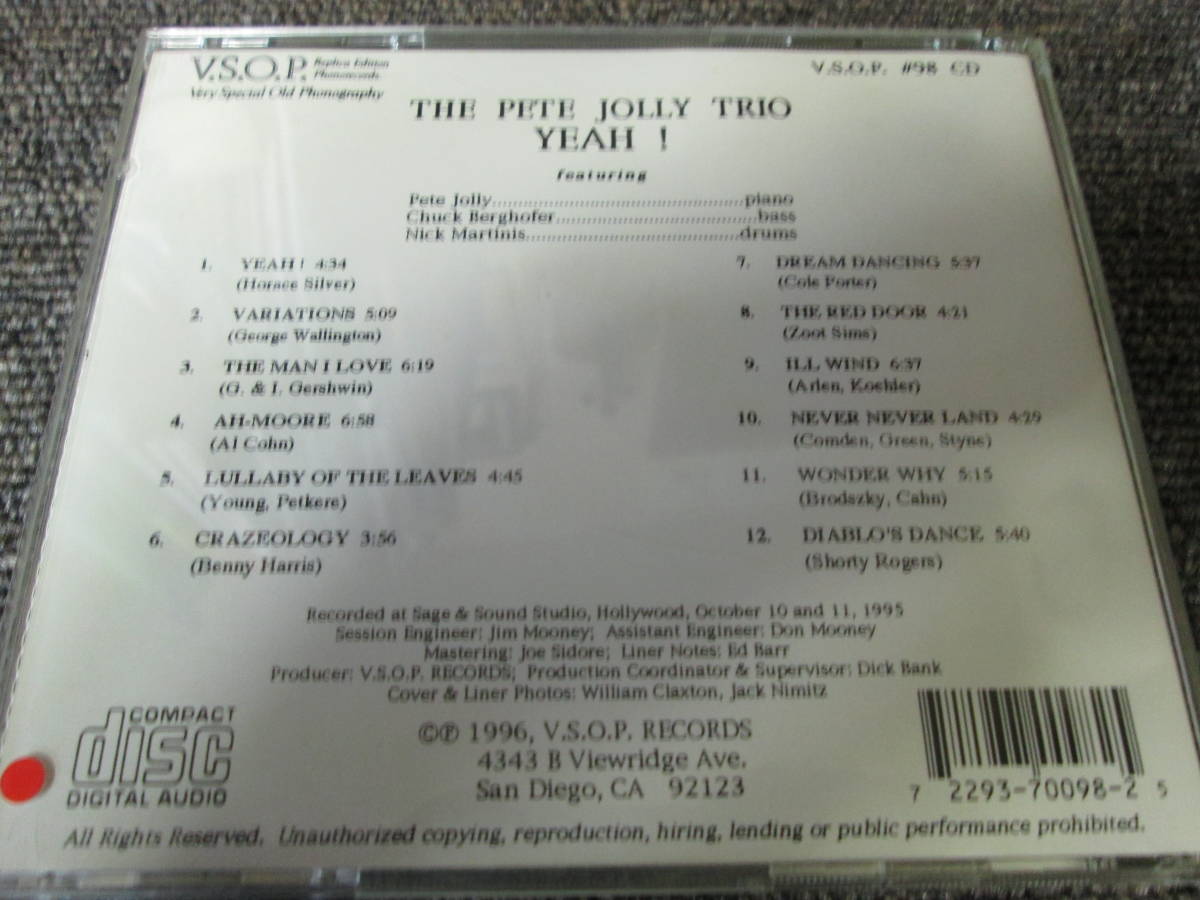 V.S.O.P. Replica Edition Phonorecords
Very Special Old Phonography
V.S.O.P. #98 CD
THE PETE JOLLY TRIO
YEAH !
featuring
Pete Jolly..........................................piano
Chuck Berghofer...................................bass
Nick Martinis.....................................drums
1. YEAH! 4:34
(Horace Silver)
2. VARIATIONS 5:09
(George Wallington)
3. THE MAN I LOVE 6:19
(G. & I. Gershwin)
4. AH-MOORE 6:58
(Al Cohn)
5. LULLABY OF THE LEAVES 4:45
(Young, Petkere)
6. CRAZEOLOGY 3:56
(Benny Harris)
7. DREAM DANCING 5:37
(Cole Porter)
8. THE RED DOOR 4:21
(Zoot Sims)
9. ILL WIND 6:37
(Arlen, Koehler)
10. NEVER NEVER LAND 4:29
(Comden, Green, Styne)
11. WONDER WHY 5:15
(Brodszky, Cahn)
12. DIABLO'S DANCE 5:40
(Shorty Rogers)
Recorded at Sage & Sound Studio, Hollywood, October 10 and 11, 1995
Session Engineer: Jim Mooney; Assistant Engineer: Don Mooney
Mastering: Joe Sidore; Liner Notes: Ed Barr
Producer: V.S.O.P. RECORDS; Production Coordinator & Supervisor: Dick Bank
Cover & Liner Photos: William Claxton, Jack Nimitz
COMPACT
disc
DIGITAL AUDIO
©℗ 1996, V.S.O.P. RECORDS
4343 B Viewridge Ave.
San Diego, CA 92123
7 2293-70098-2 5
All Rights Reserved. Unauthorized copying, reproduction, hiring, lending or public performance prohibited.